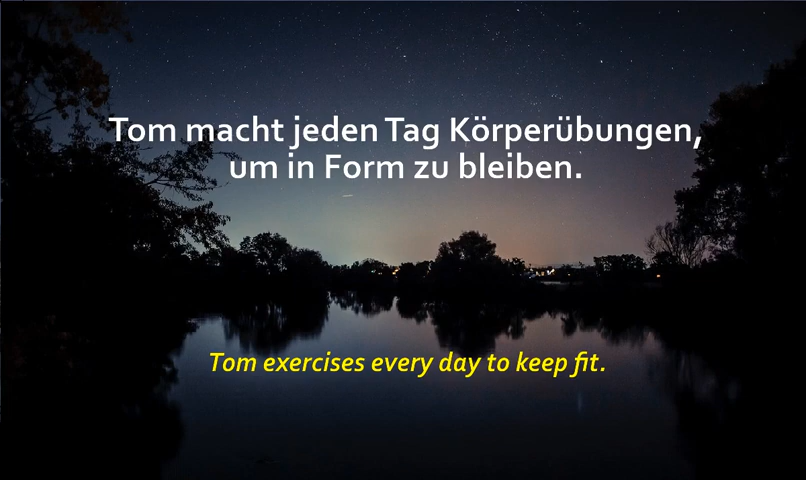 Tom macht jeden Tag Körperübungen,
um in Form zu bleiben.
Tom exercises every day to keep fit.